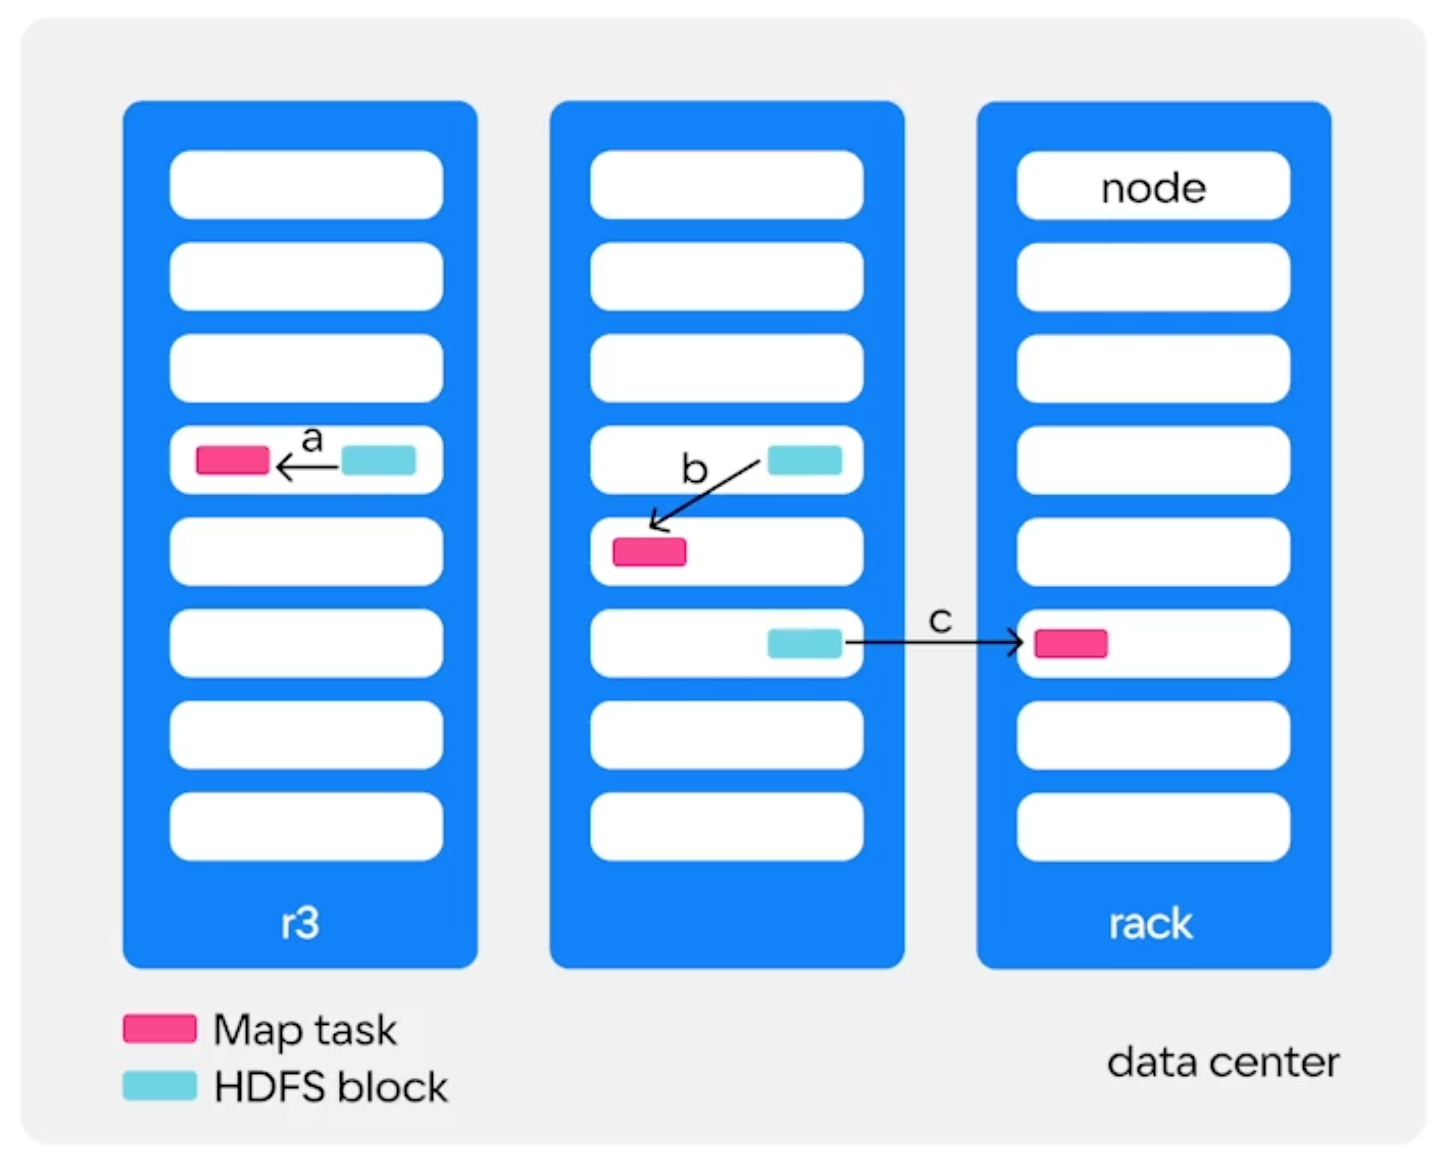 node
a
b
c
r3
rack
Map task
HDFS block
data center